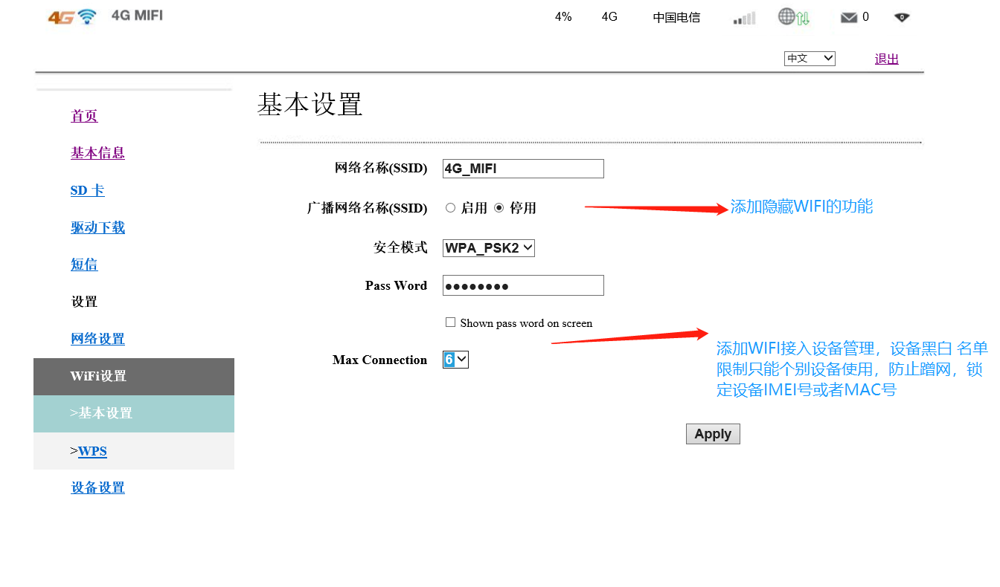 4G 4G MIFI 4% 4G 中国电信 0 0
中文 退出
基本设置
首页
基本信息
SD 卡
驱动下载
短信
设置
网络设置
WiFi设置
>基本设置
>WPS
设备设置
网络名称(SSID) 4G_MIFI
广播网络名称(SSID) 启用 停用
添加隐藏WIFI的功能
安全模式 WPA_PSK2
Pass Word ●●●●●●●●
Shown pass word on screen
Max Connection 6
添加WIFI接入设备管理，设备黑白 名单
限制只能个别设备使用，防止蹭网，锁
定设备IMEI号或者MAC号
Apply